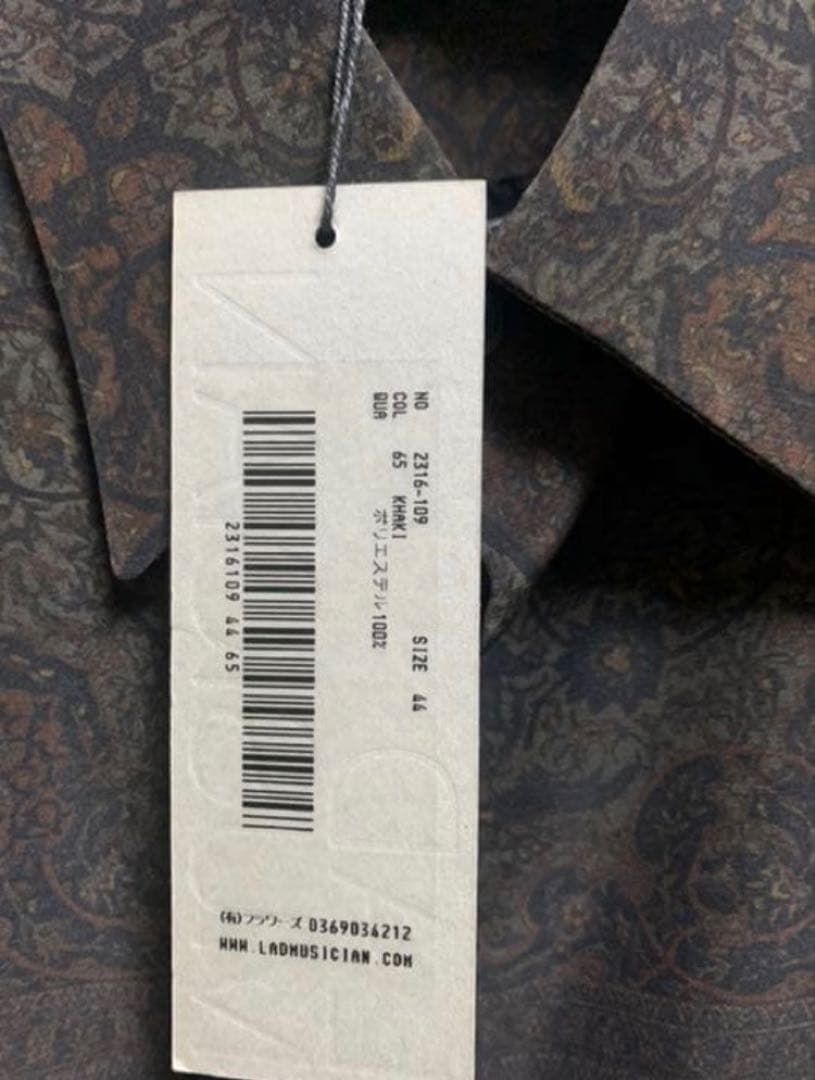 NO 2316-109 SIZE 44
COL 65 KHAKI
QUA ポリエステル100%
2316109 44 65
(有)フラワーズ 0369034212
WWW.LADMUSICIAN.COM